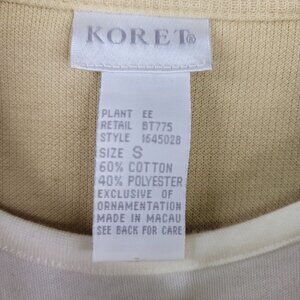 KORET®
PLANT EE
RETAIL BT775
STYLE 1645028
SIZE S
60% COTTON
40% POLYESTER
EXCLUSIVE OF
ORNAMENTATION
MADE IN MACAU
SEE BACK FOR CARE